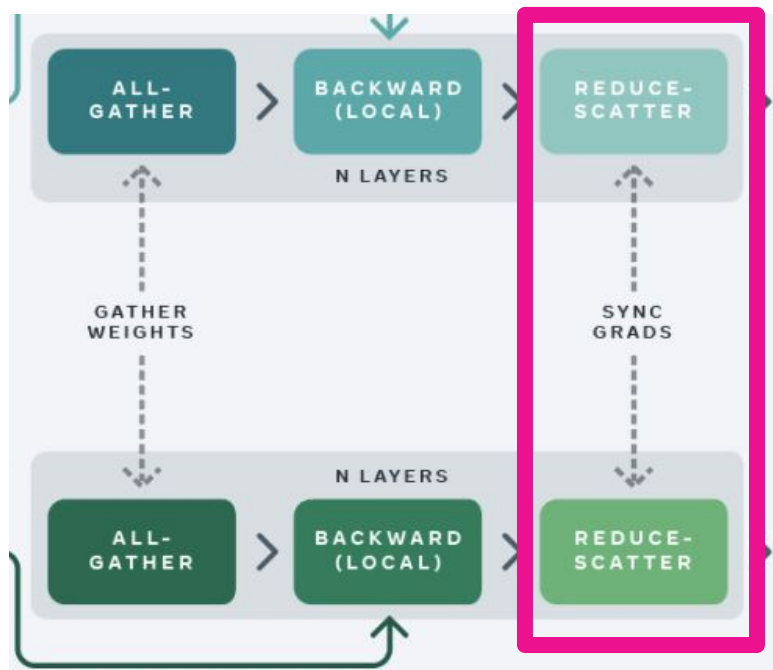 ALL-
GATHER
BACKWARD
(LOCAL)
REDUCE-
SCATTER
N LAYERS
GATHER
WEIGHTS
SYNC
GRADS
N LAYERS
ALL-
GATHER
BACKWARD
(LOCAL)
REDUCE-
SCATTER